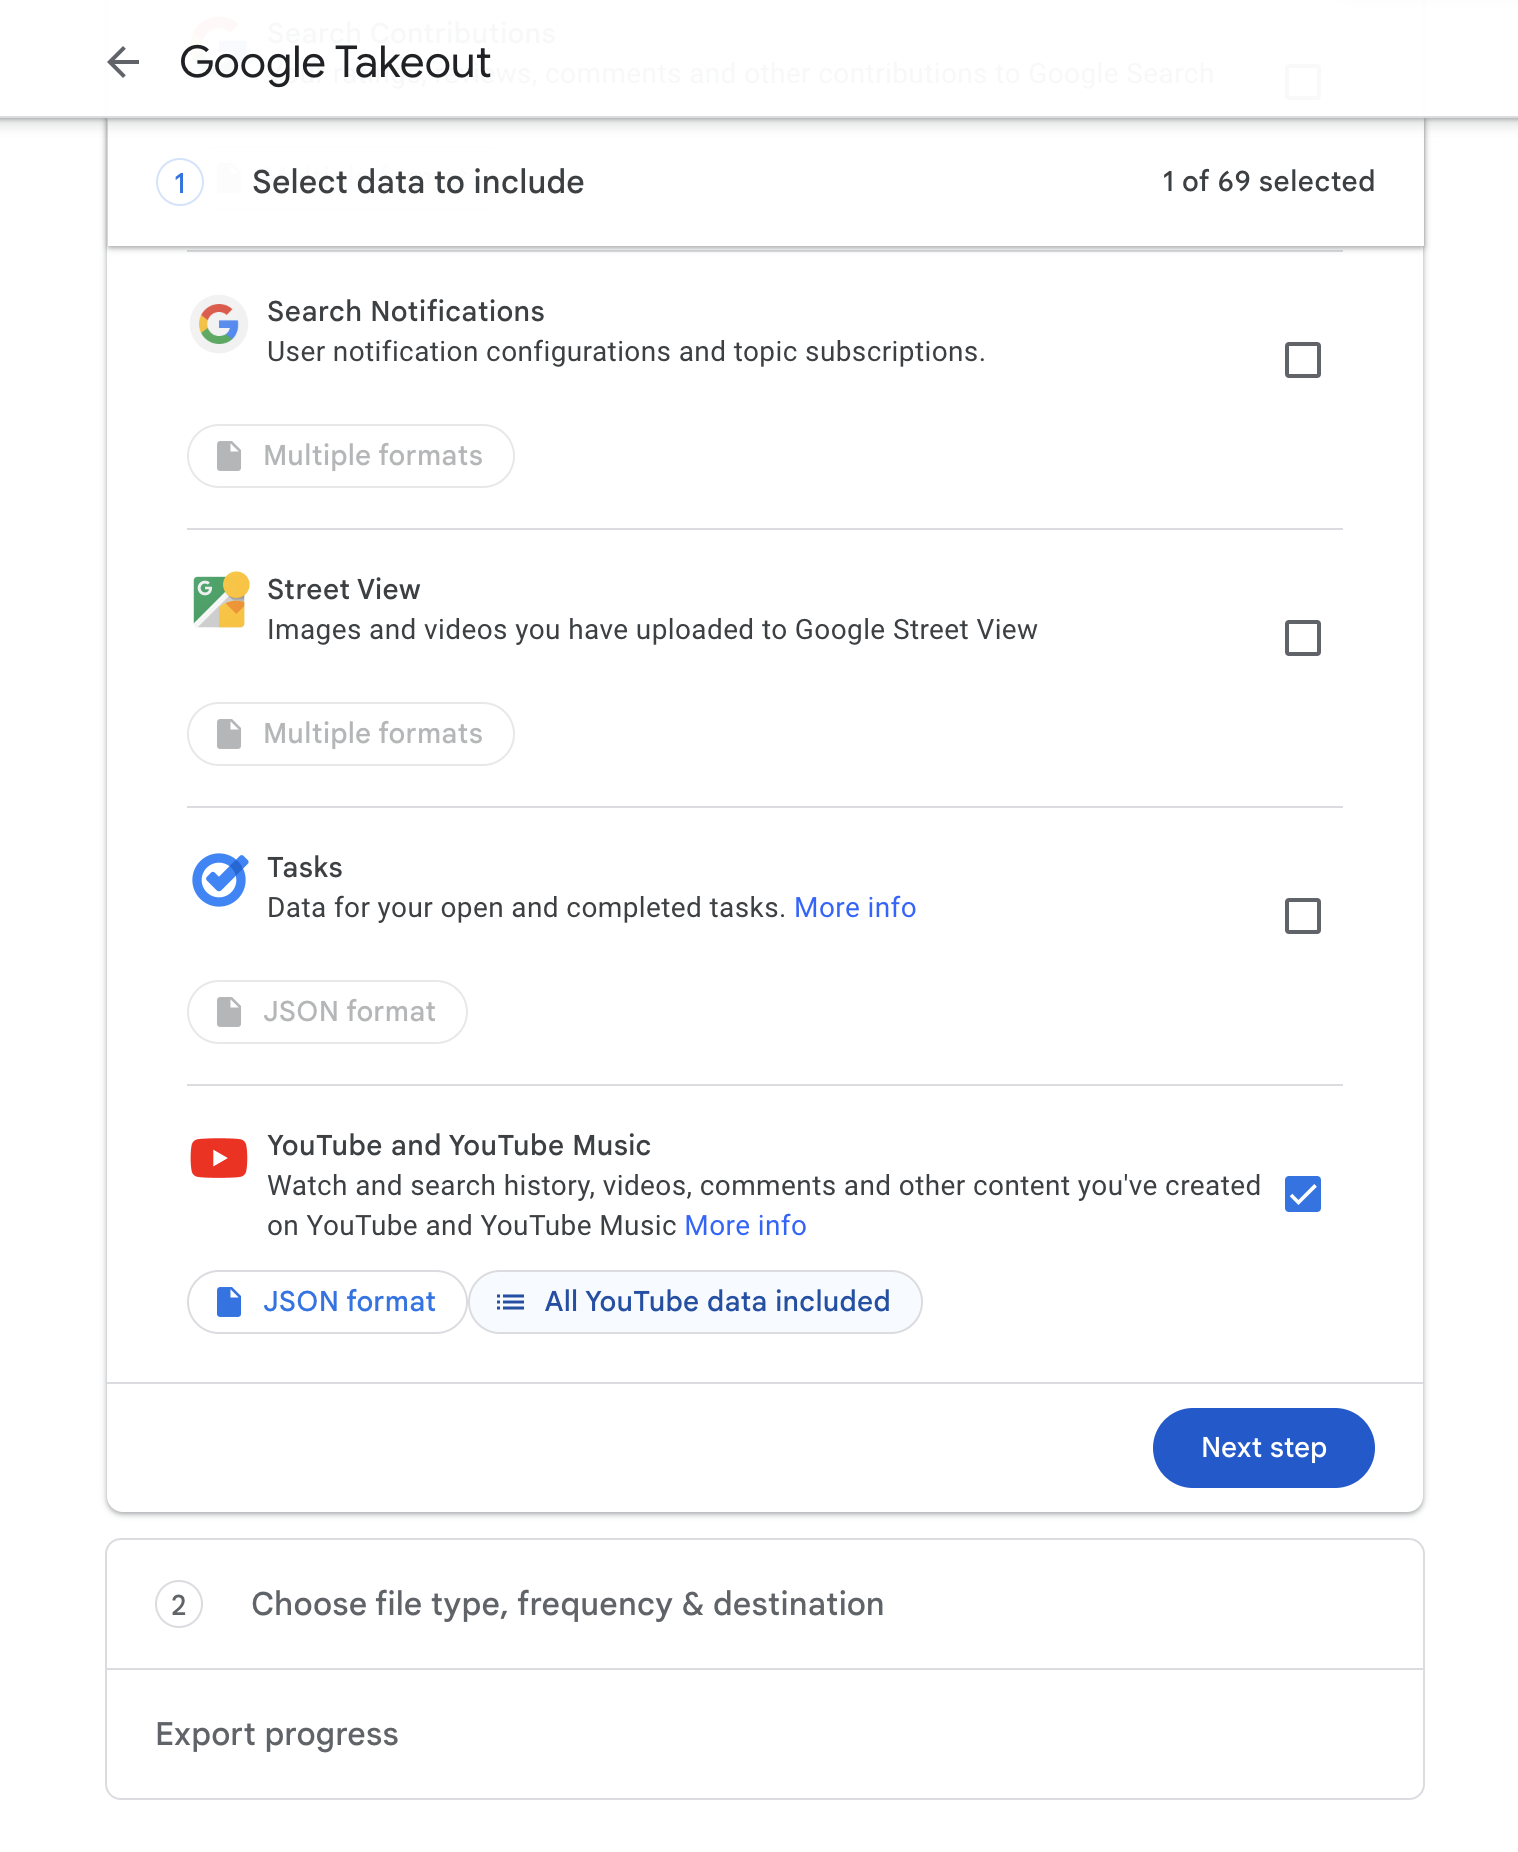 Search Contributions
Google Takeout
ratings, reviews, comments and other contributions to Google Search
1
Select data to include
1 of 69 selected
Search Notifications
User notification configurations and topic subscriptions.
Multiple formats
G
Street View
Images and videos you have uploaded to Google Street View
Multiple formats
Tasks
Data for your open and completed tasks. More info
JSON format
YouTube and YouTube Music
Watch and search history, videos, comments and other content you've created
on YouTube and YouTube Music More info
JSON format
All YouTube data included
Next step
2
Choose file type, frequency & destination
Export progress